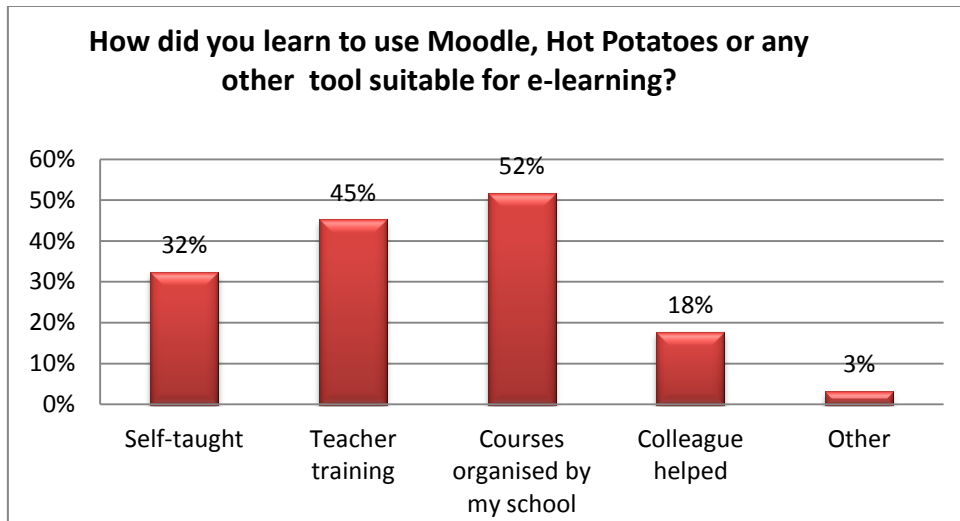 How did you learn to use Moodle, Hot Potatoes or any
other tool suitable for e-learning?
60%
50%
40%
30%
20%
10%
0%
32%
45%
52%
18%
3%
Self-taught
Teacher
training
Courses
organised by
my school
Colleague
helped
Other